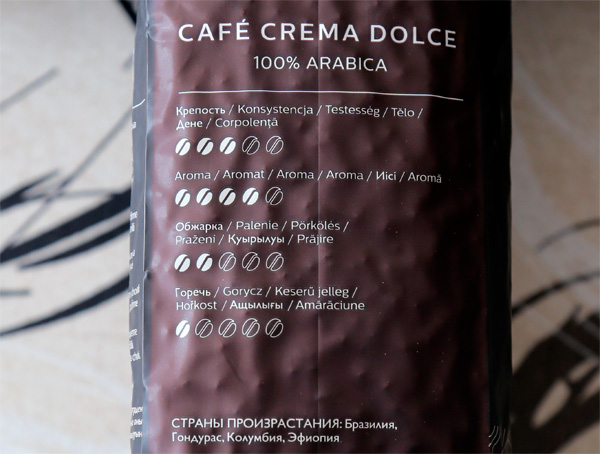 CAFÉ CREMA DOLCE
100% ARABICA
Крепость / Konsystencja / Testesség / Tělo /
Дене / Corpolență
Aroma / Aromat / Aroma / Aroma / Иісі / Aromă
Обжарка / Palenie / Pörkölés /
Pražení / Қуырылуы / Prăjire
Горечь / Gorycz / Keserű jelleg /
Hořkost / Ащылығы / Amărăciune
СТРАНЫ ПРОИЗРАСТАНИЯ: Бразилия,
Гондурас, Колумбия, Эфиопия